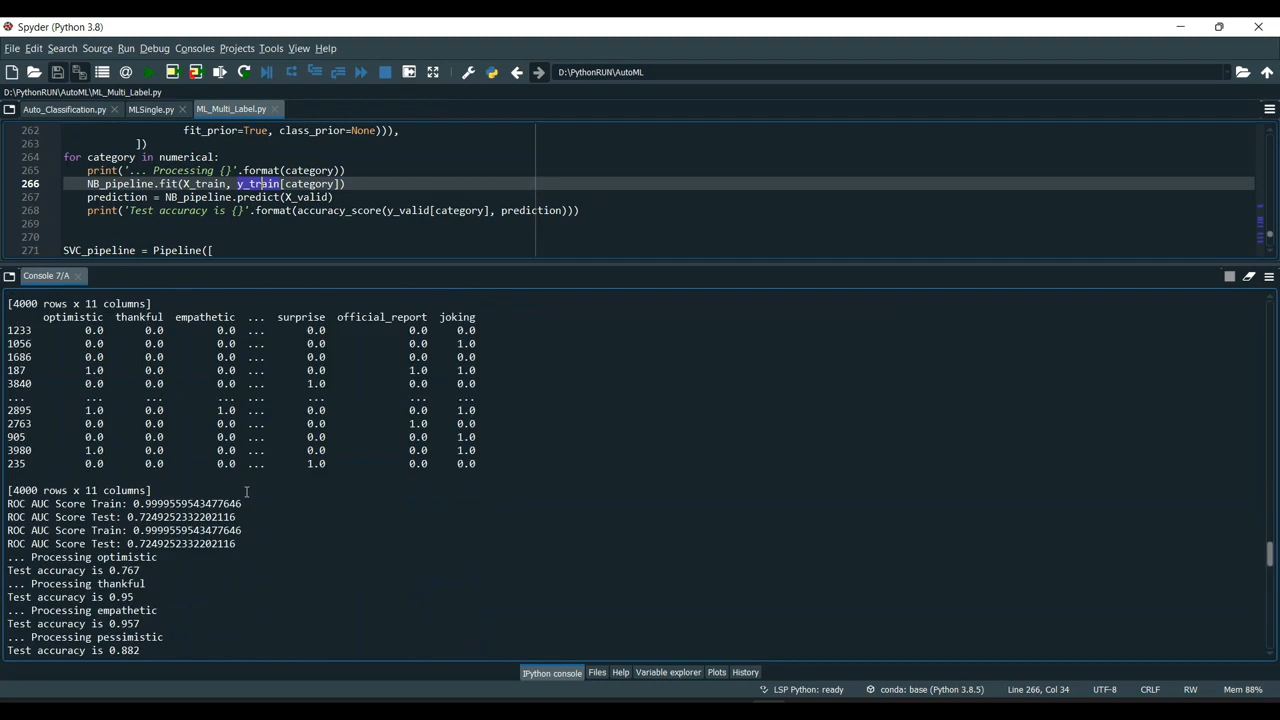 Spyder (Python 3.8)
File Edit Search Source Run Debug Consoles Projects Tools View Help
D:\PythonRUN\AutoML
D:\PythonRUN\AutoML\ML_Multi_Label.py
Auto_Classification.py MLSingle.py ML_Multi_Label.py
262 fit_prior=True, class_prior=None))),
263 ])
264 for category in numerical:
265 print('... Processing {}'.format(category))
266 NB_pipeline.fit(X_train, y_train[category])
267 prediction = NB_pipeline.predict(X_valid)
268 print('Test accuracy is {}'.format(accuracy_score(y_valid[category], prediction)))
269
270
271 SVC_pipeline = Pipeline([
Console 7/A
[4000 rows x 11 columns]
optimistic thankful empathetic ... surprise official_report joking
1233 0.0 0.0 0.0 ... 0.0 0.0 0.0
1056 0.0 0.0 0.0 ... 0.0 0.0 1.0
1686 0.0 0.0 0.0 ... 0.0 0.0 0.0
187 1.0 0.0 0.0 ... 0.0 1.0 1.0
3840 0.0 0.0 0.0 ... 1.0 0.0 0.0
... ... ... ... ... ... ... ...
2895 1.0 0.0 1.0 ... 0.0 0.0 1.0
2763 0.0 0.0 0.0 ... 0.0 1.0 0.0
905 0.0 0.0 0.0 ... 0.0 0.0 1.0
3980 1.0 0.0 0.0 ... 0.0 0.0 1.0
235 0.0 0.0 0.0 ... 1.0 0.0 0.0
[4000 rows x 11 columns]
ROC AUC Score Train: 0.9999559543477646
ROC AUC Score Test: 0.7249252332202116
ROC AUC Score Train: 0.9999559543477646
ROC AUC Score Test: 0.7249252332202116
... Processing optimistic
Test accuracy is 0.767
... Processing thankful
Test accuracy is 0.95
... Processing empathetic
Test accuracy is 0.957
... Processing pessimistic
Test accuracy is 0.882
IPython console Files Help Variable explorer Plots History
LSP Python: ready conda: base (Python 3.8.5) Line 266, Col 34 UTF-8 CRLF RW Mem 88%